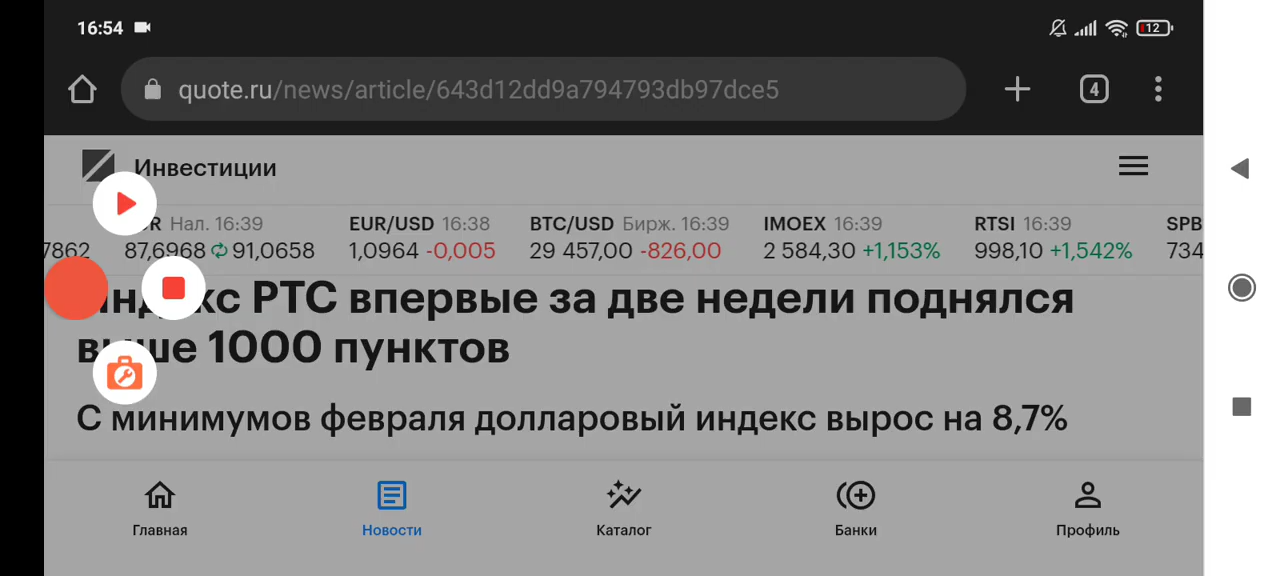 16:54
12
quote.ru/news/article/643d12dd9a794793db97dce5
4
Инвестиции
Нал. 16:39 EUR/USD 16:38 BTC/USD Бирж. 16:39 IMOEX 16:39 RTSI 16:39 SPB
7862 87,6968 91,0658 1,0964 -0,005 29 457,00 -826,00 2 584,30 +1,153% 998,10 +1,542% 734
РТС впервые за две недели поднялся
1000 пунктов
С минимумов февраля долларовый индекс вырос на 8,7%
Главная Новости Каталог Банки Профиль